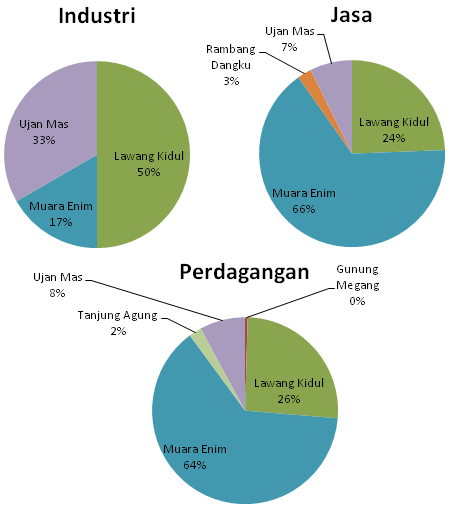 Industri
Ujan Mas
33%
Lawang Kidul
50%
Muara Enim
17%
Jasa
Ujan Mas
7%
Rambang
Dangku
3%
Lawang Kidul
24%
Muara Enim
66%
Perdagangan
Gunung
Megang
0%
Ujan Mas
8%
Tanjung Agung
2%
Lawang Kidul
26%
Muara Enim
64%